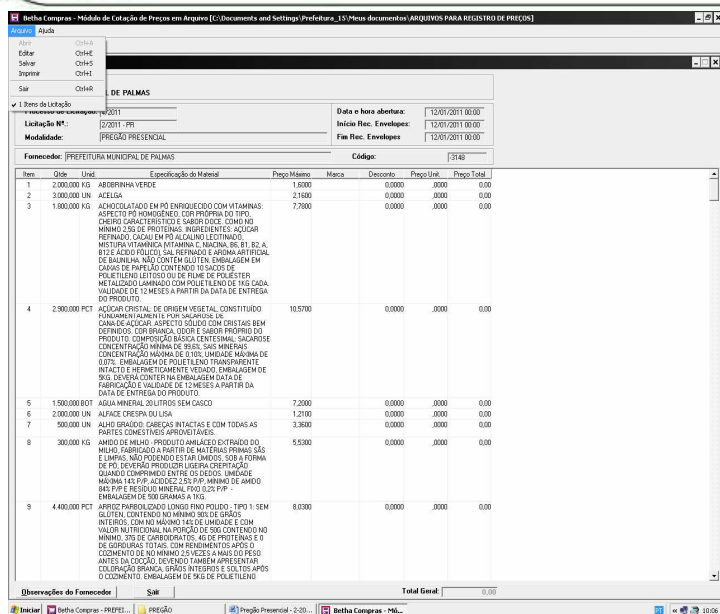 Betha Compras - Módulo de Cotação de Preços em Arquivo [C:\Documents and Settings\Prefeitura_15\Meus documentos\ARQUIVOS PARA REGISTRO DE PREÇOS]
Arquivo Ajuda
Abrir Ctrl+A
Editar Ctrl+E
Salvar Ctrl+S
Imprimir Ctrl+I
Sair Ctrl+R
✓ 1 Itens da Licitação
L DE PALMAS
Processo de Licitação: 4/2011 Data e hora abertura: 12/01/2011 00:00
Licitação Nº.: 2/2011 - PR Início Rec. Envelopes: 12/01/2011 00:00
Modalidade: PREGÃO PRESENCIAL Fim Rec. Envelopes 12/01/2011 00:00
Fornecedor: PREFEITURA MUNICIPAL DE PALMAS Código: -3148
Item Qtde Unid. Especificação do Material Preço Máximo Marca Desconto Preço Unit. Preço Total
1 2.000,000 KG ABOBRINHA VERDE 1,6000 0,0000 ,0000 0,00
2 3.000,000 UN ACELGA 2,1600 0,0000 ,0000 0,00
3 1.800,000 KG ACHOCOLATADO EM PÓ ENRIQUECIDO COM VITAMINAS: 7,7800 0,0000 ,0000 0,00
ASPECTO PÓ HOMOGÊNEO, COR PRÓPRIA DO TIPO,
CHEIRO CARACTERÍSTICO E SABOR DOCE. COMO NO
MÍNIMO 2,5G DE PROTEÍNAS. INGREDIENTES: AÇÚCAR
REFINADO, CACAU EM PÓ ALCALINO LECITINADO,
MISTURA VITAMÍNICA (VITAMINA C, NIACINA, B6, B1, B2, A,
B12 E ÁCIDO FÓLICO), SAL REFINADO E AROMA ARTIFICIAL
DE BAUNILHA. NÃO CONTÉM GLÚTEN. EMBALAGEM EM
CAIXAS DE PAPELÃO CONTENDO 10 SACOS DE
POLIETILENO LEITOSO OU DE FILME DE POLIÉSTER
METALIZADO LAMINADO COM POLIETILENO DE 1KG CADA.
VALIDADE DE 12 MESES A PARTIR DA DATA DE ENTREGA
DO PRODUTO.
4 2.900,000 PCT AÇÚCAR CRISTAL: DE ORIGEM VEGETAL, CONSTITUÍDO 10,5700 0,0000 ,0000 0,00
FUNDAMENTALMENTE POR SACAROSE DE
CANA-DE-AÇÚCAR. ASPECTO SÓLIDO COM CRISTAIS BEM
DEFINIDOS. COR BRANCA, ODOR E SABOR PRÓPRIO DO
PRODUTO. COMPOSIÇÃO BÁSICA CENTESIMAL: SACAROSE
CONCENTRAÇÃO MÍNIMA DE 99,6%, SAIS MINERAIS
CONCENTRAÇÃO MÁXIMA DE 0,10%, UMIDADE MÁXIMA DE
0,07%. EMBALAGEM DE POLIETILENO TRANSPARENTE
INTACTO E HERMETICAMENTE VEDADO, EMBALAGEM DE
5KG. DEVERÁ CONTER NA EMBALAGEM DATA DE
FABRICAÇÃO E VALIDADE DE 12 MESES A PARTIR DA
DATA DE ENTREGA DO PRODUTO.
5 1.500,000 BOT AGUA MINERAL 20 LITROS SEM CASCO 7,2000 0,0000 ,0000 0,00
6 2.000,000 UN ALFACE CRESPA OU LISA 1,2100 0,0000 ,0000 0,00
7 500,000 UN ALHO GRAÚDO: CABEÇAS INTACTAS E COM TODAS AS 3,3600 0,0000 ,0000 0,00
PARTES COMESTÍVEIS APROVEITÁVEIS.
8 300,000 KG AMIDO DE MILHO - PRODUTO AMILÁCEO EXTRAÍDO DO 5,5300 0,0000 ,0000 0,00
MILHO, FABRICADO A PARTIR DE MATÉRIAS PRIMAS SÃS
E LIMPAS, NÃO PODENDO ESTAR ÚMIDOS, SOB A FORMA
DE PÓ, DEVERÃO PRODUZIR LIGEIRA CREPITAÇÃO
QUANDO COMPRIMIDO ENTRE OS DEDOS. UMIDADE
MÁXIMA 14% P/P, ACIDDEZ 2,5% P/P, MÍNIMO DE AMIDO
84% P/P E RESÍDUO MINERAL FIXO 0,2% P/P -
EMBALAGEM DE 500 GRAMAS A 1KG.
9 4.400,000 PCT ARROZ PARBOILIZADO LONGO FINO POLIDO - TIPO 1: SEM 8,0300 0,0000 ,0000 0,00
GLÚTEN, CONTENDO NO MÍNIMO 90% DE GRÃOS
INTEIROS, COM NO MÁXIMO 14% DE UMIDADE E COM
VALOR NUTRICIONAL NA PORÇÃO DE 50G CONTENDO NO
MÍNIMO, 37G DE CARBOIDRATOS, 4G DE PROTEÍNAS E 0
DE GORDURAS TOTAIS. COM RENDIMENTOS APÓS O
COZIMENTO DE NO MÍNIMO 2,5 VEZES A MAIS DO PESO
ANTES DA COCÇÃO, DEVENDO TAMBÉM APRESENTAR
COLORAÇÃO BRANCA, GRÃOS ÍNTEGROS E SOLTOS APÓS
O COZIMENTO. EMBALAGEM DE 5KG DE POLIETILENO
Observações do Fornecedor Sair Total Geral: 0,00
Iniciar Betha Compras - PREFEI... PREGÃO Pregão Presencial - 2-20... Betha Compras - Mó... PT « 10:06